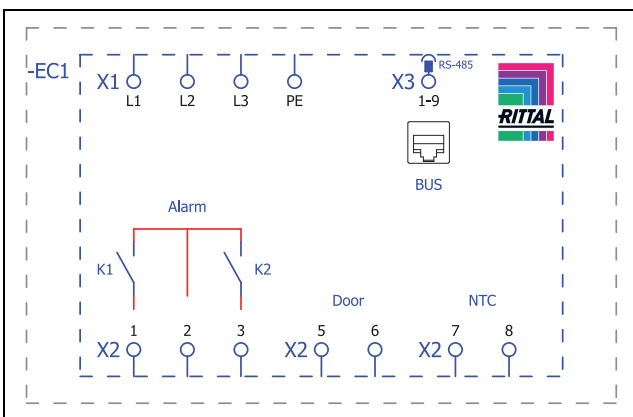 -EC1
X1 L1 L2 L3 PE
X3 RS-485
1-9
RITTAL
BUS
Alarm
K1 K2
Door NTC
1 2 3 5 6 7 8
X2 X2 X2